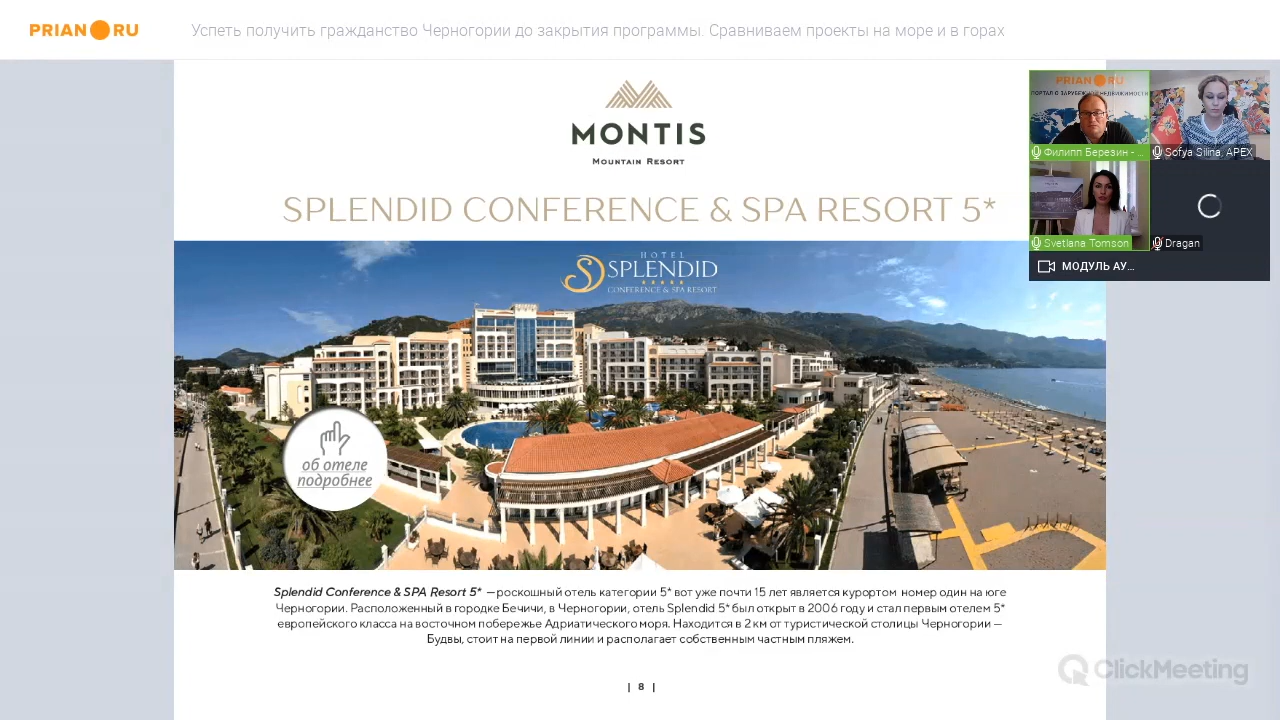 PRIAN RU
Успеть получить гражданство Черногории до закрытия программы. Сравниваем проекты на море и в горах
MONTIS
MOUNTAIN RESORT
SPLENDID CONFERENCE & SPA RESORT 5*
HOTEL
SPLENDID
CONFERENCE & SPA RESORT
об отеле
подробнее
Splendid Conference & SPA Resort 5* — роскошный отель категории 5* вот уже почти 15 лет является курортом номер один на юге
Черногории. Расположенный в городке Бечичи, в Черногории, отель Splendid 5* был открыт в 2006 году и стал первым отелем 5*
европейского класса на восточном побережье Адриатического моря. Находится в 2 км от туристической столицы Черногории —
Будвы, стоит на первой линии и располагает собственным частным пляжем.
| 8 |
PRIAN RU
ПОРТАЛ О ЗАРУБЕЖНОЙ НЕДВИЖИМОСТИ
Филипп Березин - ...
Sofya Silina, APEX
Svetlana Tomson
Dragan
МОДУЛЬ АУ...
ClickMeeting